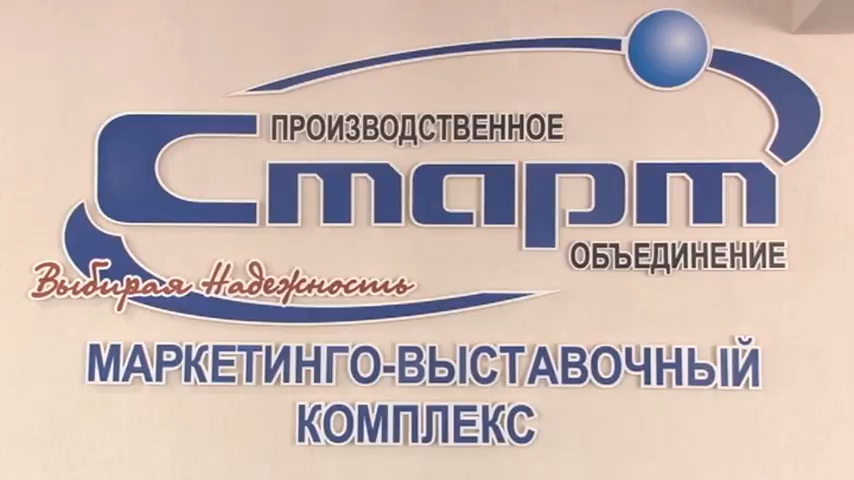 ПРОИЗВОДСТВЕННОЕ
Старт
ОБЪЕДИНЕНИЕ
Выбирая Надежность
МАРКЕТИНГО-ВЫСТАВОЧНЫЙ
КОМПЛЕКС